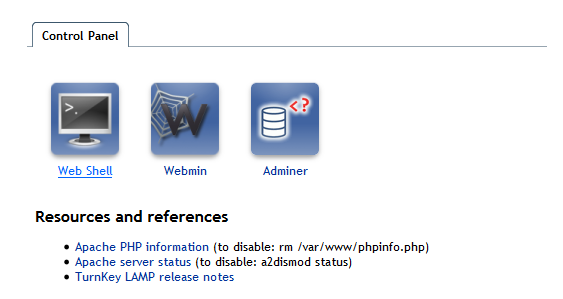 Control Panel
>_
W
<?
Web Shell
Webmin
Adminer
Resources and references
Apache PHP information (to disable: rm /var/www/phpinfo.php)
Apache server status (to disable: a2dismod status)
TurnKey LAMP release notes